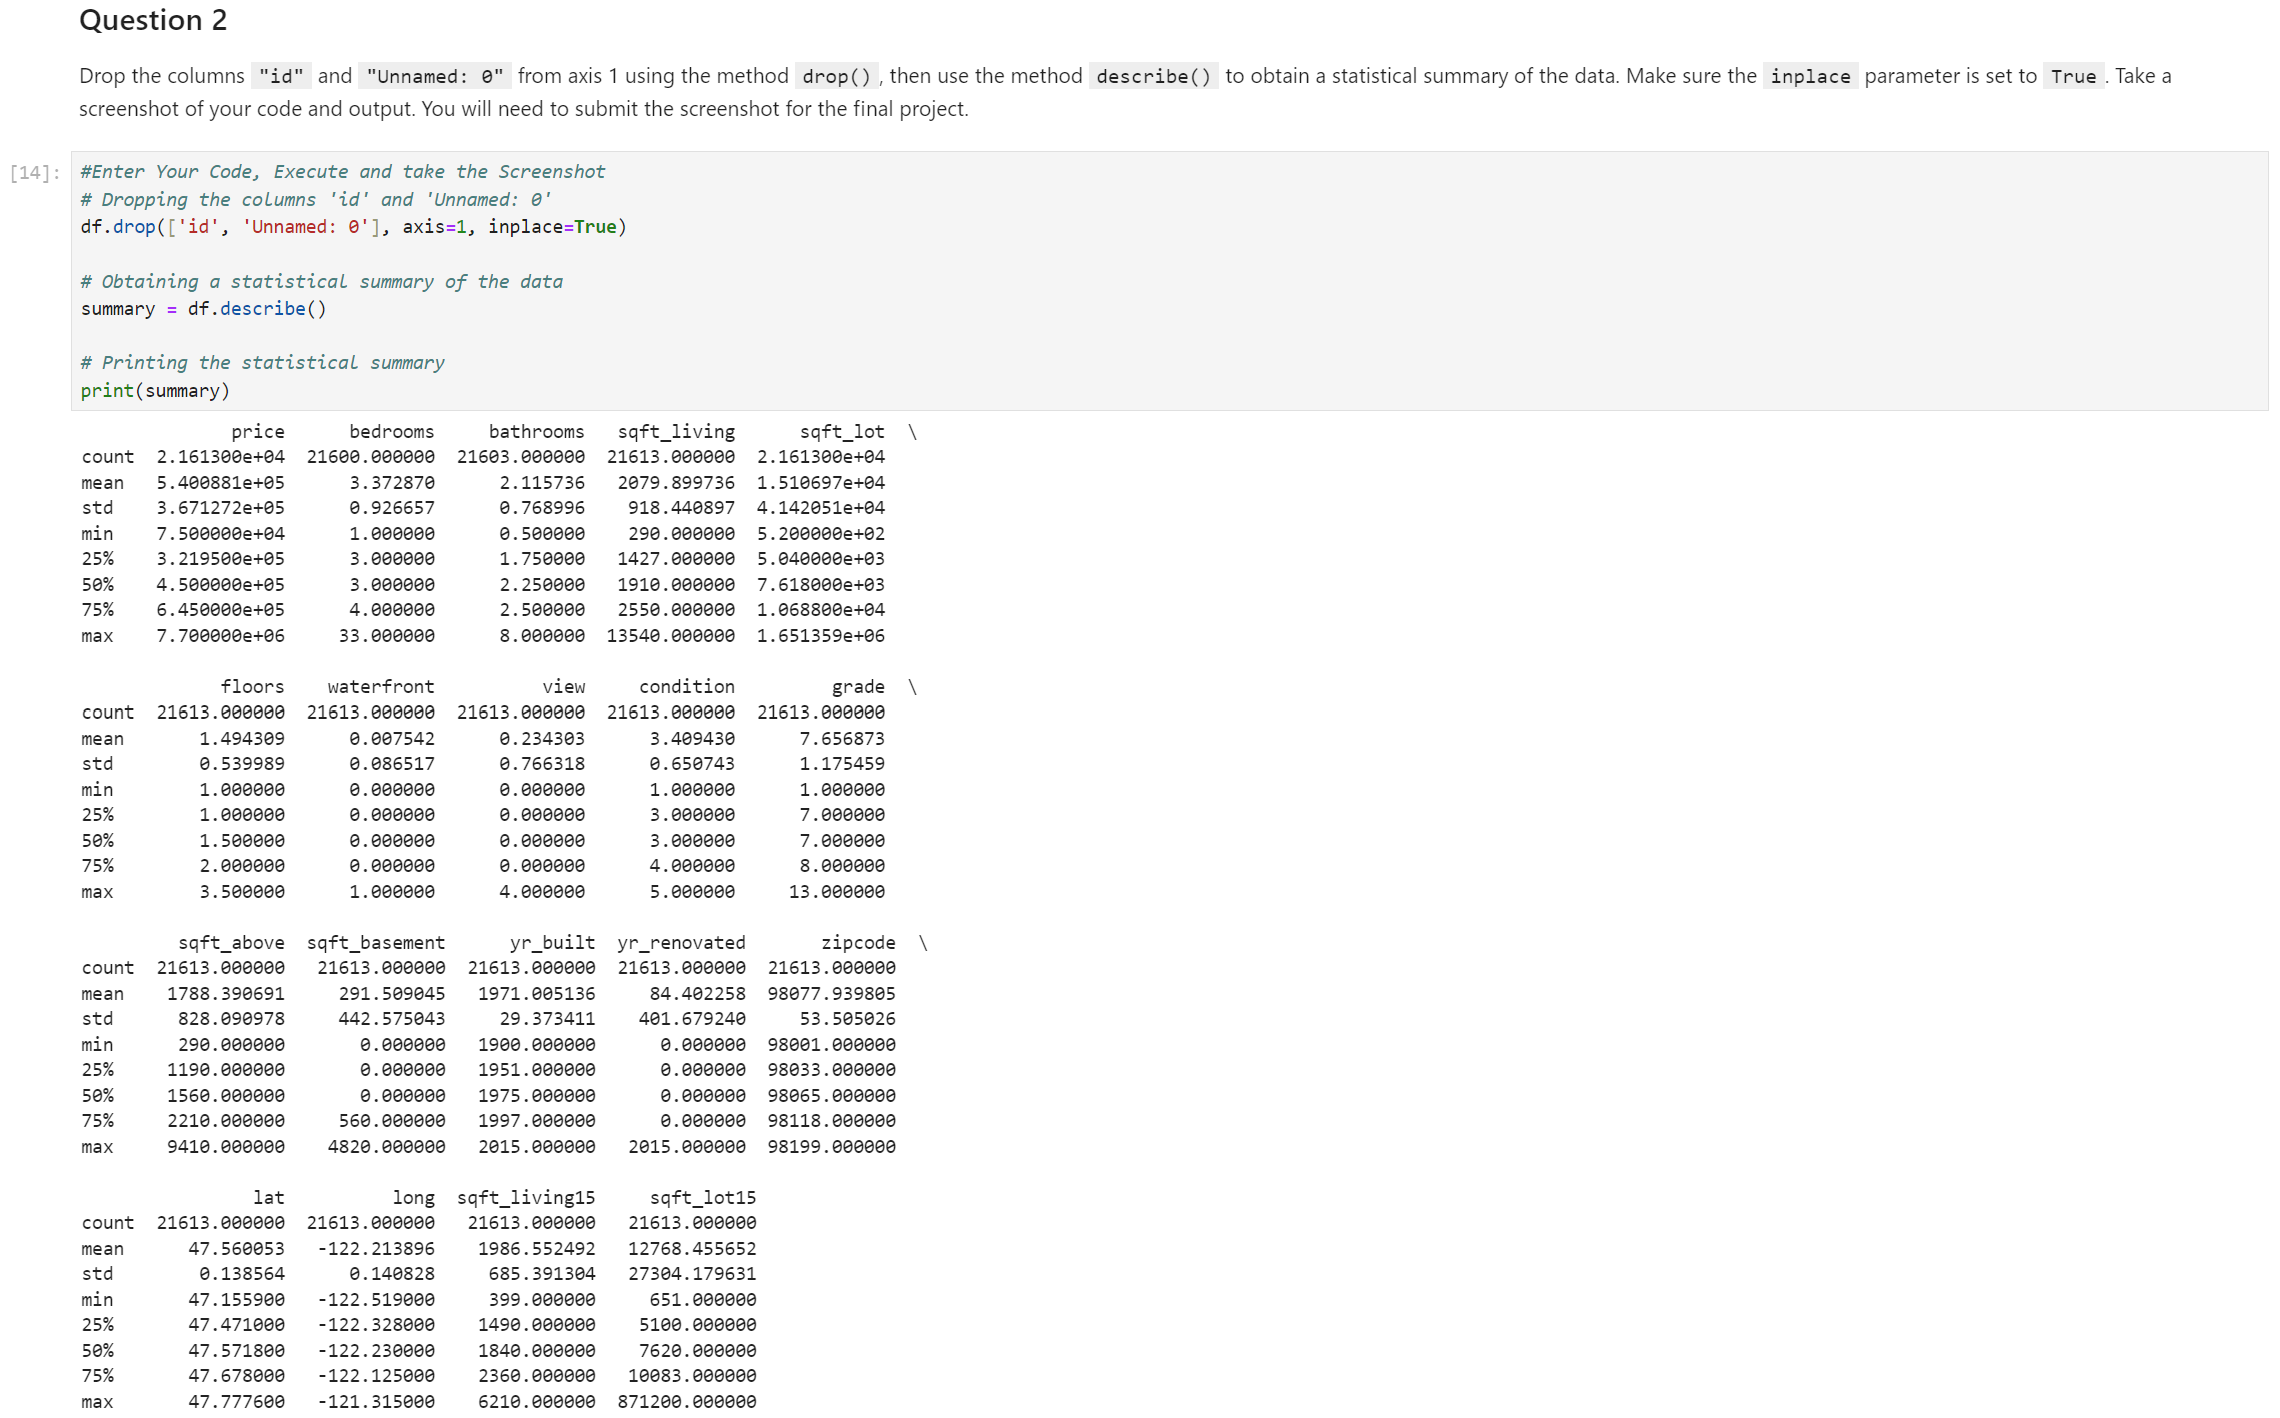 Question 2
Drop the columns "id" and "Unnamed: 0" from axis 1 using the method drop(), then use the method describe() to obtain a statistical summary of the data. Make sure the inplace parameter is set to True. Take a
screenshot of your code and output. You will need to submit the screenshot for the final project.
[14]: #Enter Your Code, Execute and take the Screenshot
# Dropping the columns 'id' and 'Unnamed: 0'
df.drop(['id', 'Unnamed: 0'], axis=1, inplace=True)
# Obtaining a statistical summary of the data
summary = df.describe()
# Printing the statistical summary
print(summary)
price bedrooms bathrooms sqft_living sqft_lot \
count 2.161300e+04 21600.000000 21603.000000 21613.000000 2.161300e+04
mean 5.400881e+05 3.372870 2.115736 2079.899736 1.510697e+04
std 3.671272e+05 0.926657 0.768996 918.440897 4.142051e+04
min 7.500000e+04 1.000000 0.500000 290.000000 5.200000e+02
25% 3.219500e+05 3.000000 1.750000 1427.000000 5.040000e+03
50% 4.500000e+05 3.000000 2.250000 1910.000000 7.618000e+03
75% 6.450000e+05 4.000000 2.500000 2550.000000 1.068800e+04
max 7.700000e+06 33.000000 8.000000 13540.000000 1.651359e+06
floors waterfront view condition grade \
count 21613.000000 21613.000000 21613.000000 21613.000000 21613.000000
mean 1.494309 0.007542 0.234303 3.409430 7.656873
std 0.539989 0.086517 0.766318 0.650743 1.175459
min 1.000000 0.000000 0.000000 1.000000 1.000000
25% 1.000000 0.000000 0.000000 3.000000 7.000000
50% 1.500000 0.000000 0.000000 3.000000 7.000000
75% 2.000000 0.000000 0.000000 4.000000 8.000000
max 3.500000 1.000000 4.000000 5.000000 13.000000
sqft_above sqft_basement yr_built yr_renovated zipcode \
count 21613.000000 21613.000000 21613.000000 21613.000000 21613.000000
mean 1788.390691 291.509045 1971.005136 84.402258 98077.939805
std 828.090978 442.575043 29.373411 401.679240 53.505026
min 290.000000 0.000000 1900.000000 0.000000 98001.000000
25% 1190.000000 0.000000 1951.000000 0.000000 98033.000000
50% 1560.000000 0.000000 1975.000000 0.000000 98065.000000
75% 2210.000000 560.000000 1997.000000 0.000000 98118.000000
max 9410.000000 4820.000000 2015.000000 2015.000000 98199.000000
lat long sqft_living15 sqft_lot15
count 21613.000000 21613.000000 21613.000000 21613.000000
mean 47.560053 -122.213896 1986.552492 12768.455652
std 0.138564 0.140828 685.391304 27304.179631
min 47.155900 -122.519000 399.000000 651.000000
25% 47.471000 -122.328000 1490.000000 5100.000000
50% 47.571800 -122.230000 1840.000000 7620.000000
75% 47.678000 -122.125000 2360.000000 10083.000000
max 47.777600 -121.315000 6210.000000 871200.000000